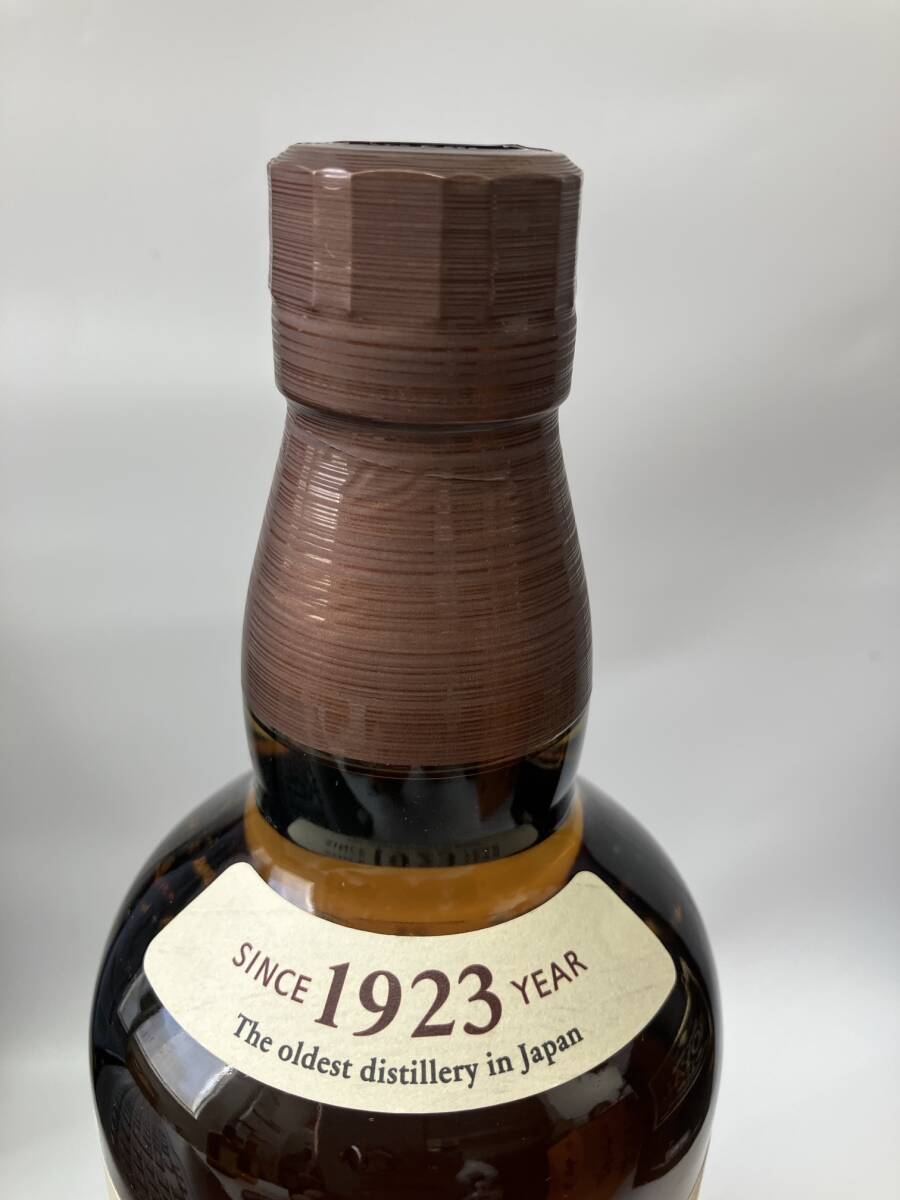 SINCE 1923 YEAR
The oldest distillery in Japan